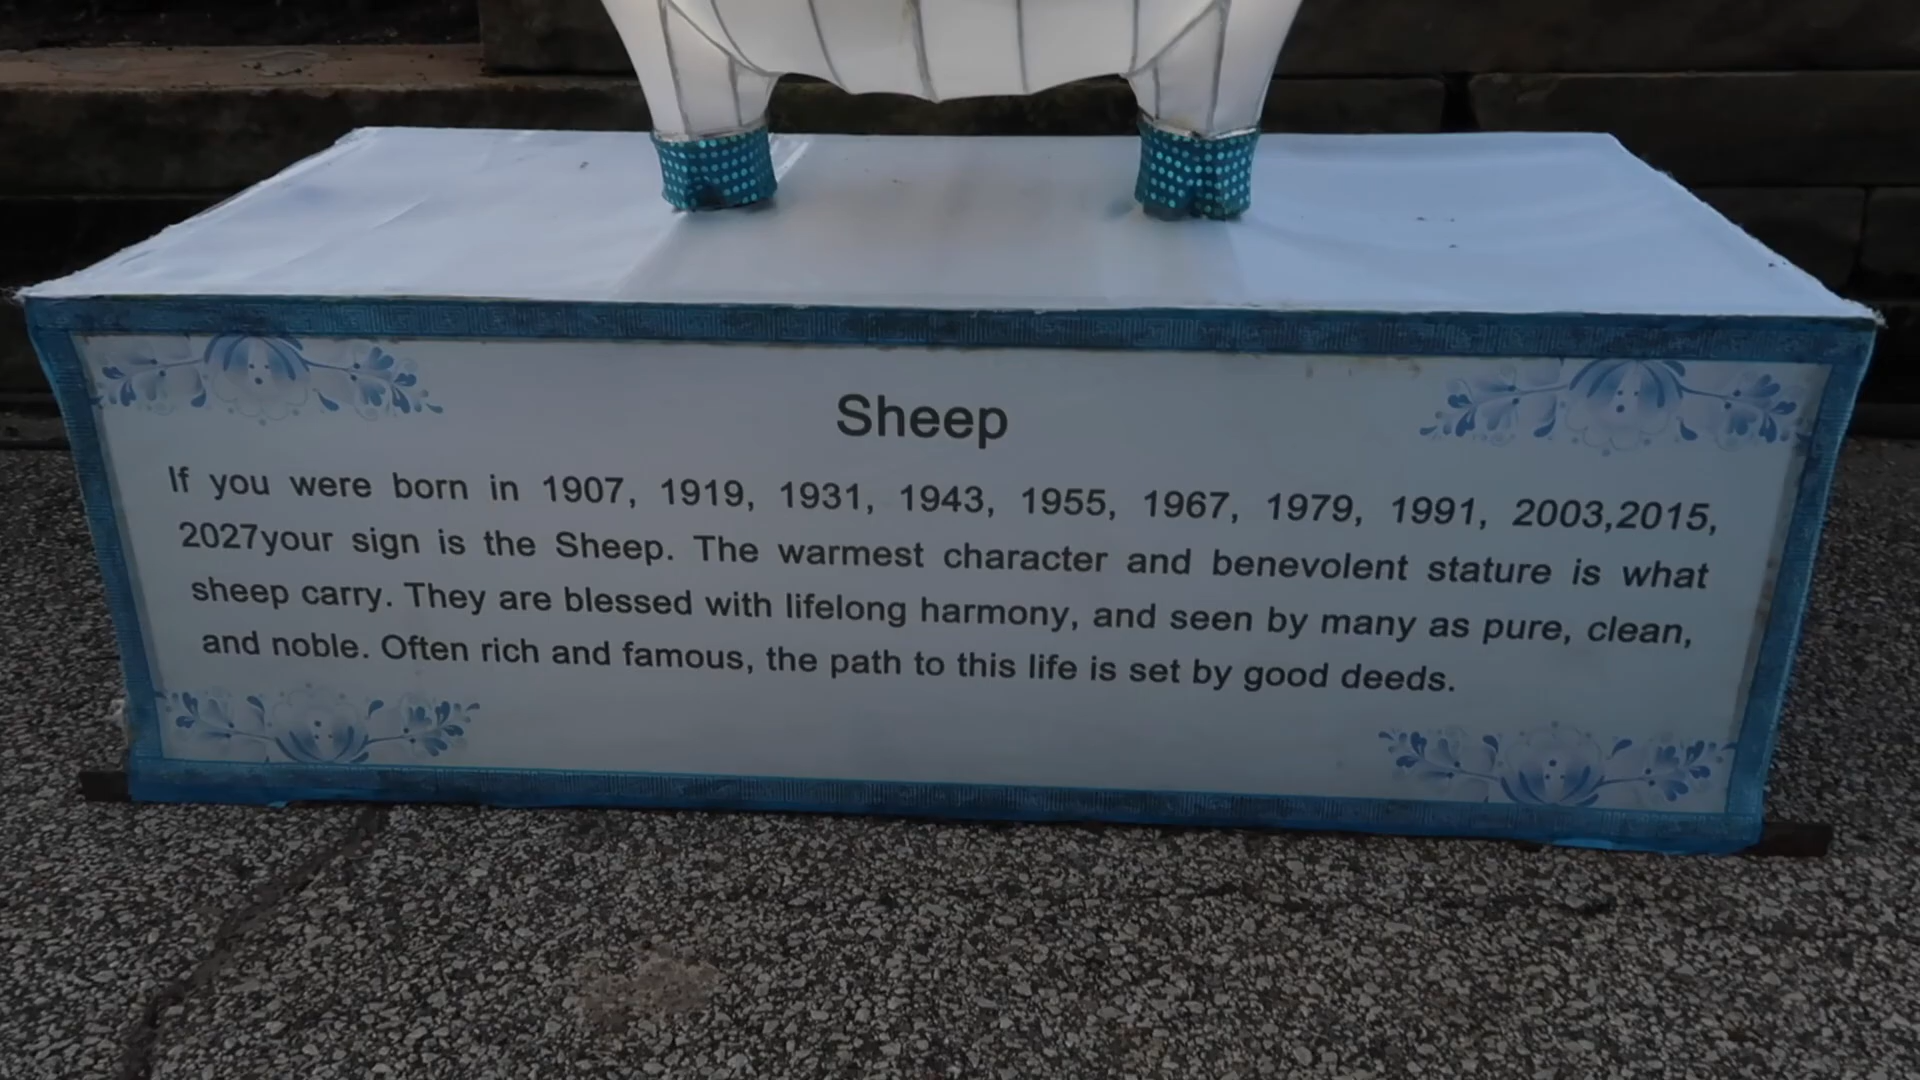 Sheep
If you were born in 1907, 1919, 1931, 1943, 1955, 1967, 1979, 1991, 2003,2015,
2027your sign is the Sheep. The warmest character and benevolent stature is what
sheep carry. They are blessed with lifelong harmony, and seen by many as pure, clean,
and noble. Often rich and famous, the path to this life is set by good deeds.